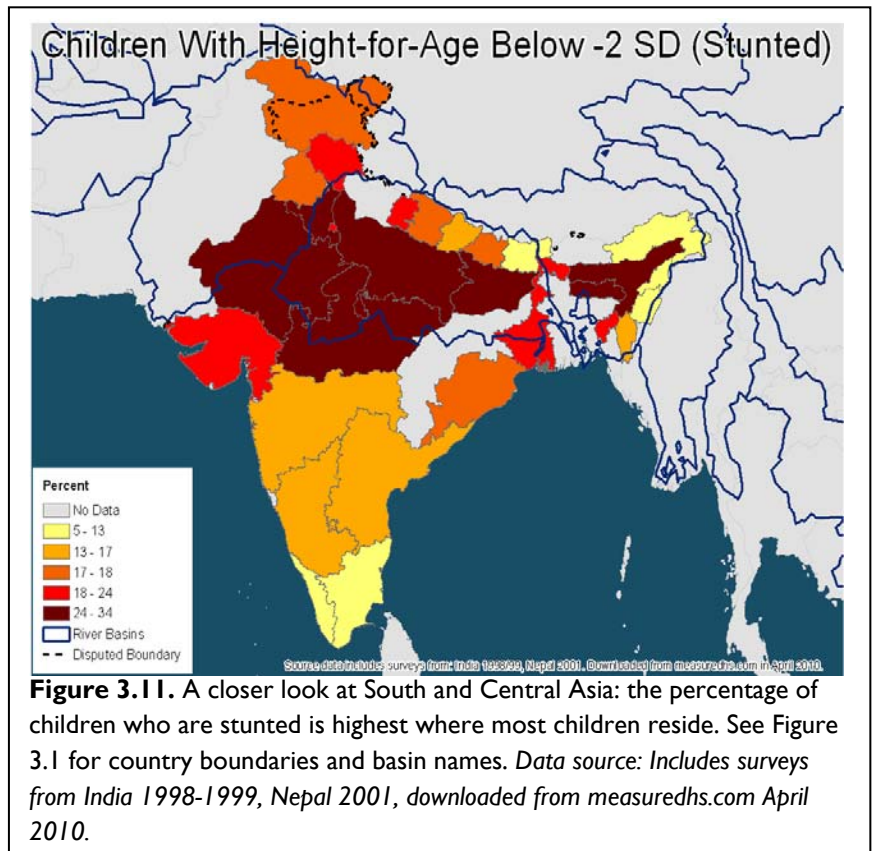 Children With Height-for-Age Below -2 SD (Stunted)
Percent
No Data
5 - 13
13 - 17
17 - 18
18 - 24
24 - 34
River Basins
Disputed Boundary
Source data includes surveys from: India 1998/99, Nepal 2001. Downloaded from measuredhs.com in April 2010.
Figure 3.11. A closer look at South and Central Asia: the percentage of
children who are stunted is highest where most children reside. See Figure
3.1 for country boundaries and basin names. Data source: Includes surveys
from India 1998-1999, Nepal 2001, downloaded from measuredhs.com April
2010.